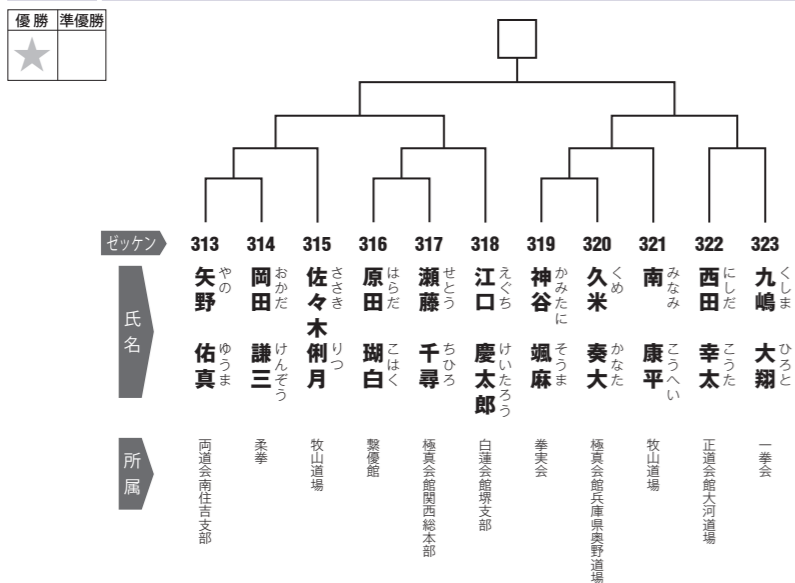 優勝 準優勝
ゼッケン 313 314 315 316 317 318 319 320 321 322 323
氏名
矢野 佑真 やの ゆうま
岡田 謙三 おかだ けんぞう
佐々木 俐月 ささき りつ
原田 瑚白 はらだ こはく
瀬藤 千尋 せとう ちひろ
江口 慶太郎 えぐち けいたろう
神谷 颯麻 かみたに そうま
久米 奏大 くめ かなた
南 康平 みなみ こうへい
西田 幸太 にしだ こうた
九嶋 大翔 くしま ひろと
所属
両道会南住吉支部
柔拳
牧山道場
繋優館
極真会館関西総本部
白蓮会館堺支部
拳実会
極真会館兵庫県奥野道場
牧山道場
正道会館大河道場
一拳会